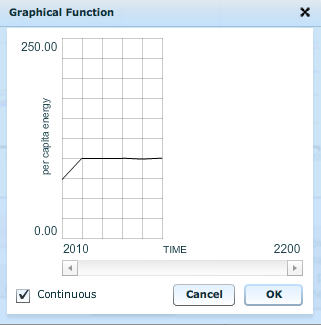 Graphical Function
250.00
per capita energy
0.00
2010 TIME 2200
Continuous Cancel OK